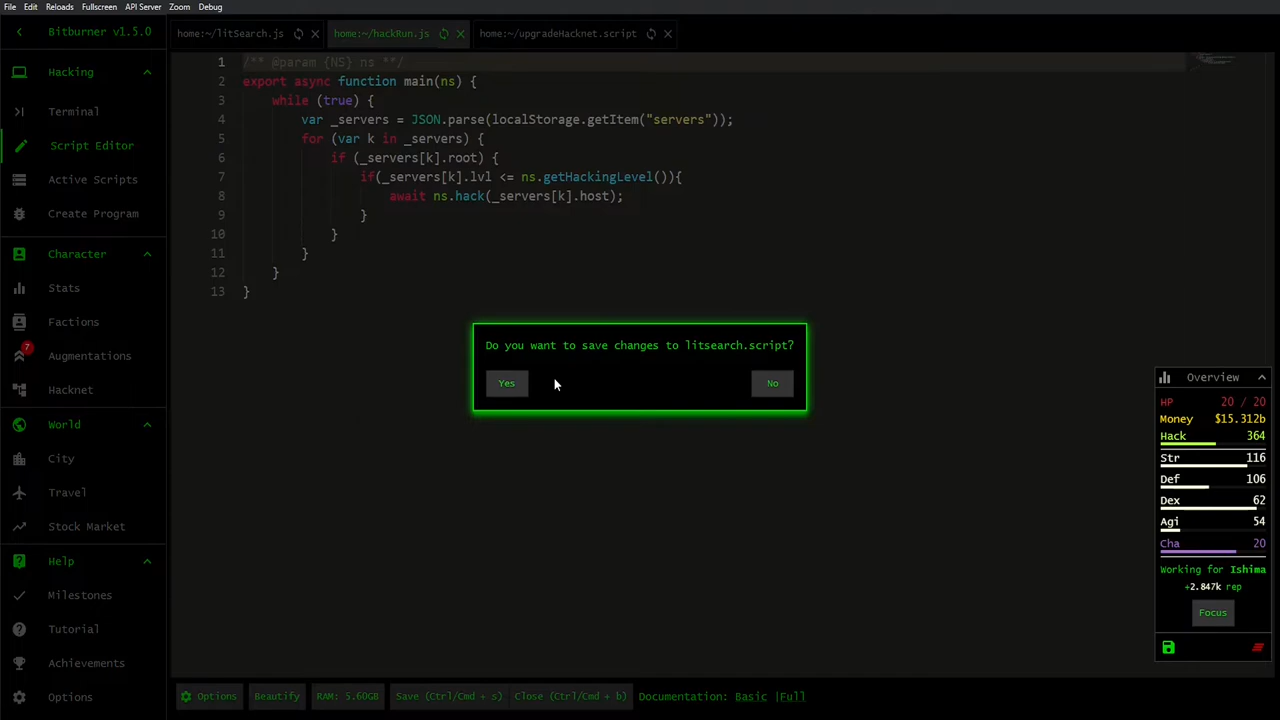 File Edit Reloads Fullscreen API Server Zoom Debug
Bitburner v1.5.0
Hacking
Terminal
Script Editor
Active Scripts
Create Program
Character
Stats
Factions
7
Augmentations
Hacknet
World
City
Travel
Stock Market
Help
Milestones
Tutorial
Achievements
Options
home:~/litSearch.js
home:~/hackRun.js
home:~/upgradeHacknet.script
1 /** @param {NS} ns **/
2 export async function main(ns) {
3 while (true) {
4 var _servers = JSON.parse(localStorage.getItem("servers"));
5 for (var k in _servers) {
6 if (_servers[k].root) {
7 if(_servers[k].lvl <= ns.getHackingLevel()){
8 await ns.hack(_servers[k].host);
9 }
10 }
11 }
12 }
13 }
Do you want to save changes to litsearch.script?
Yes No
Overview
HP 20 / 20
Money $15.312b
Hack 364
Str 116
Def 106
Dex 62
Agi 54
Cha 20
Working for Ishima
+2.847k rep
Focus
Options Beautify RAM: 5.60GB Save (Ctrl/Cmd + s) Close (Ctrl/Cmd + b) Documentation: Basic |Full